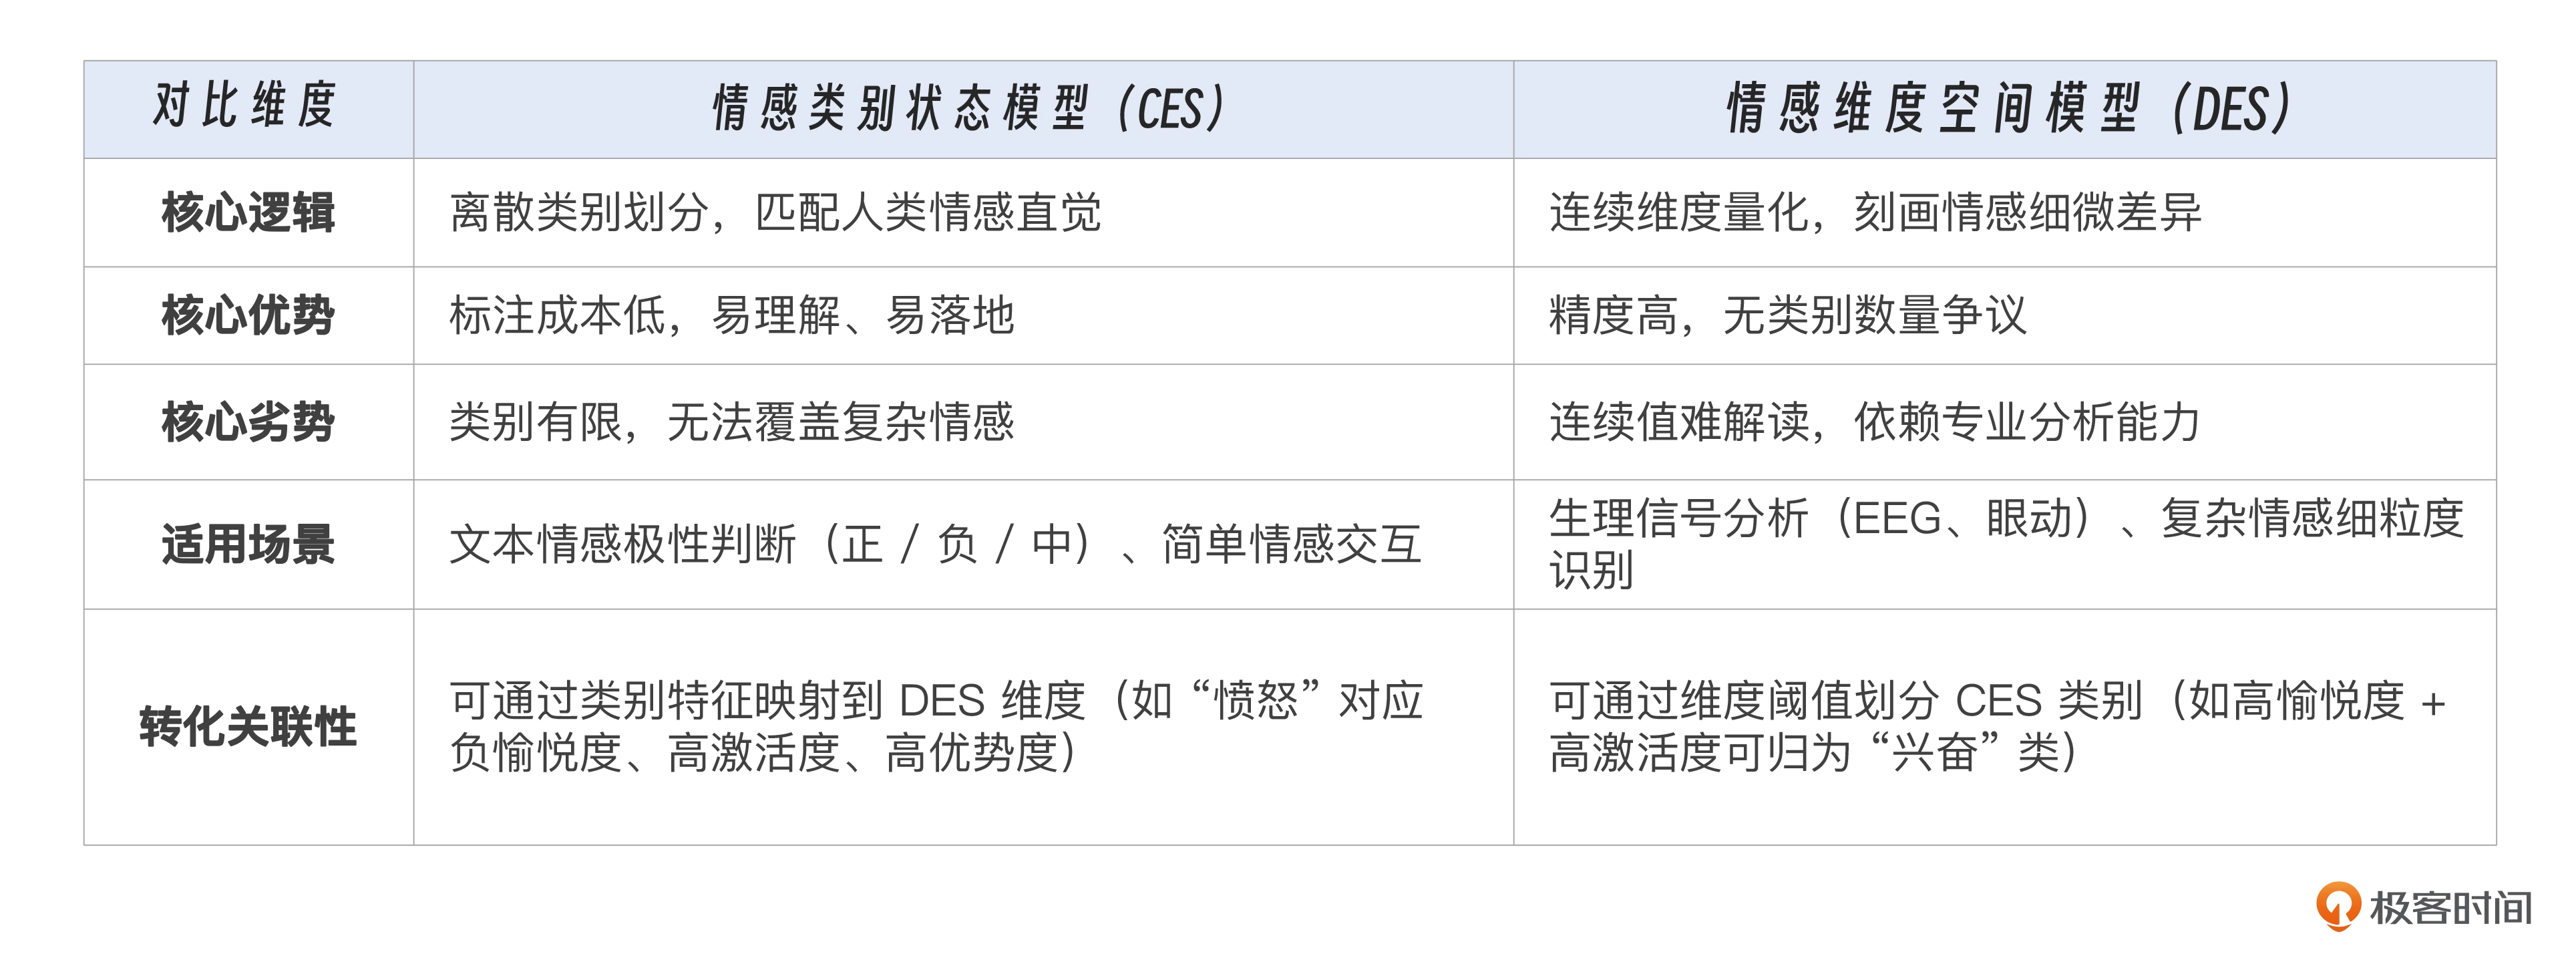 对比维度
情感类别状态模型（CES）
情感维度空间模型（DES）
核心逻辑
离散类别划分，匹配人类情感直觉
连续维度量化，刻画情感细微差异
核心优势
标注成本低，易理解、易落地
精度高，无类别数量争议
核心劣势
类别有限，无法覆盖复杂情感
连续值难解读，依赖专业分析能力
适用场景
文本情感极性判断（正 / 负 / 中）、简单情感交互
生理信号分析（EEG、眼动）、复杂情感细粒度
识别
转化关联性
可通过类别特征映射到 DES 维度（如 “愤怒” 对应
负愉悦度、高激活度、高优势度）
可通过维度阈值划分 CES 类别（如高愉悦度 +
高激活度可归为 “兴奋” 类）
极客时间